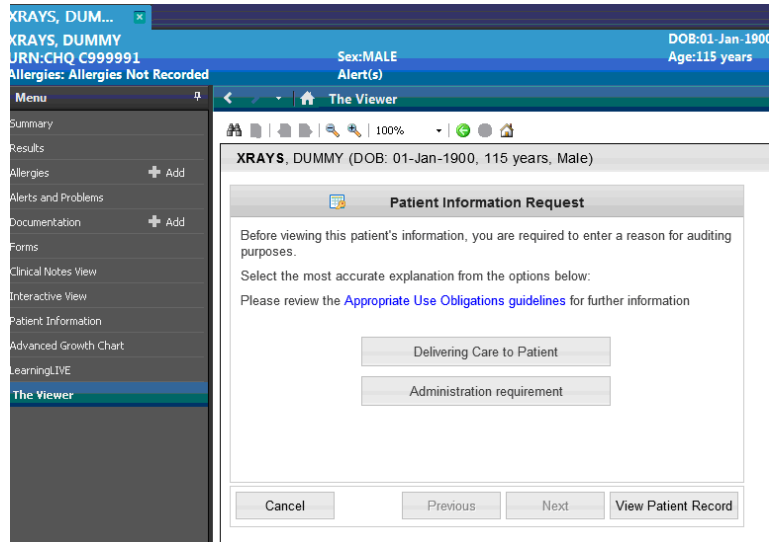 XRAYS, DUM...
XRAYS, DUMMY
DOB:01-Jan-1900
URN:CHQ C999991
Sex:MALE
Age:115 years
Allergies: Allergies Not Recorded
Alert(s)
Menu
The Viewer
Summary
100%
Results
XRAYS, DUMMY (DOB: 01-Jan-1900, 115 years, Male)
Allergies
Add
Alerts and Problems
Documentation
Add
Forms
Clinical Notes View
Interactive View
Patient Information
Advanced Growth Chart
LearningLIVE
The Viewer
Patient Information Request
Before viewing this patient's information, you are required to enter a reason for auditing
purposes.
Select the most accurate explanation from the options below:
Please review the Appropriate Use Obligations guidelines for further information
Delivering Care to Patient
Administration requirement
Cancel
Previous
Next
View Patient Record